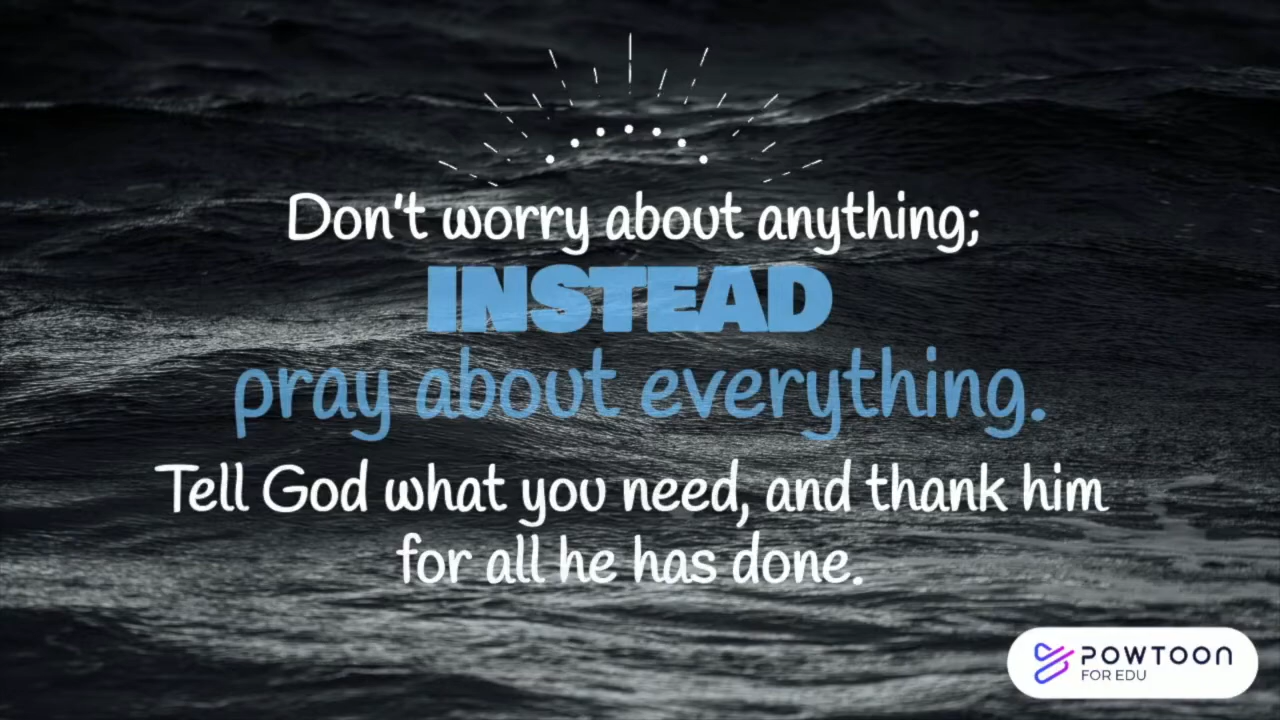 Don't worry about anything;
INSTEAD
pray about everything.
Tell God what you need, and thank him
for all he has done.
POWTOON
FOR EDU